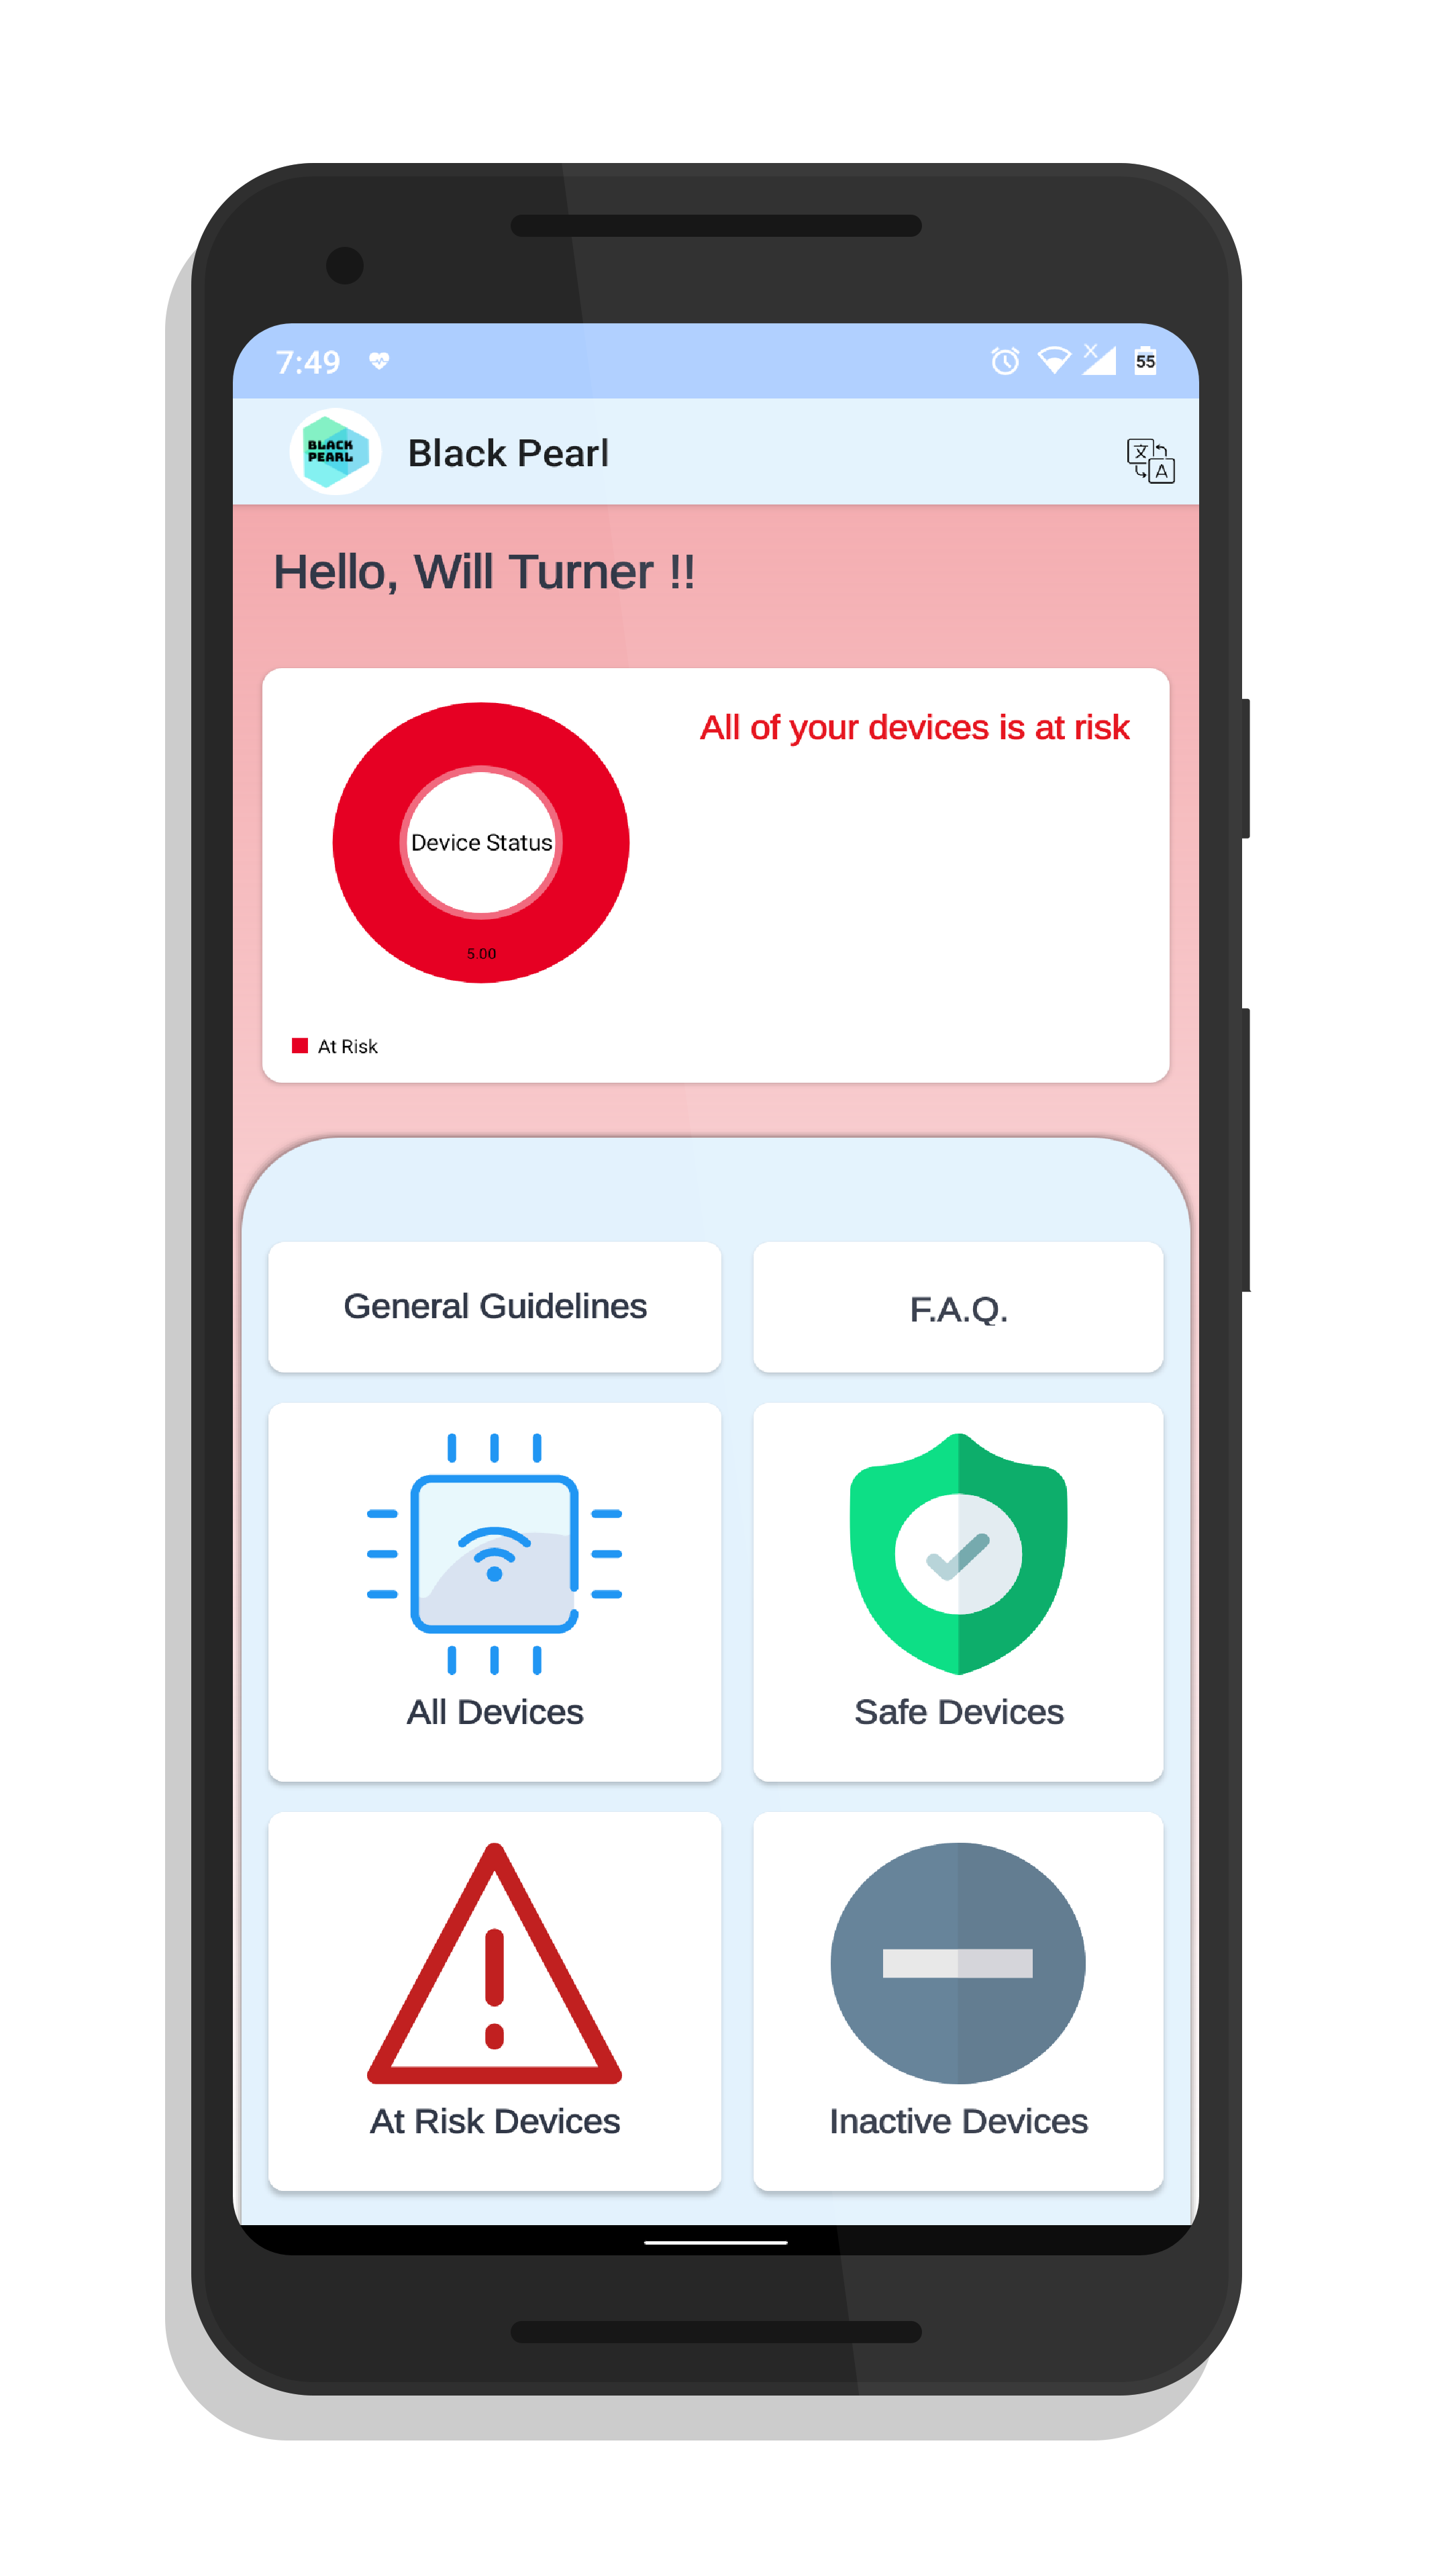 7:49
55
BLACK
PEARL
Black Pearl
文
A
Hello, Will Turner !!
All of your devices is at risk
Device Status
5.00
At Risk
General Guidelines
F.A.Q.
All Devices
Safe Devices
At Risk Devices
Inactive Devices